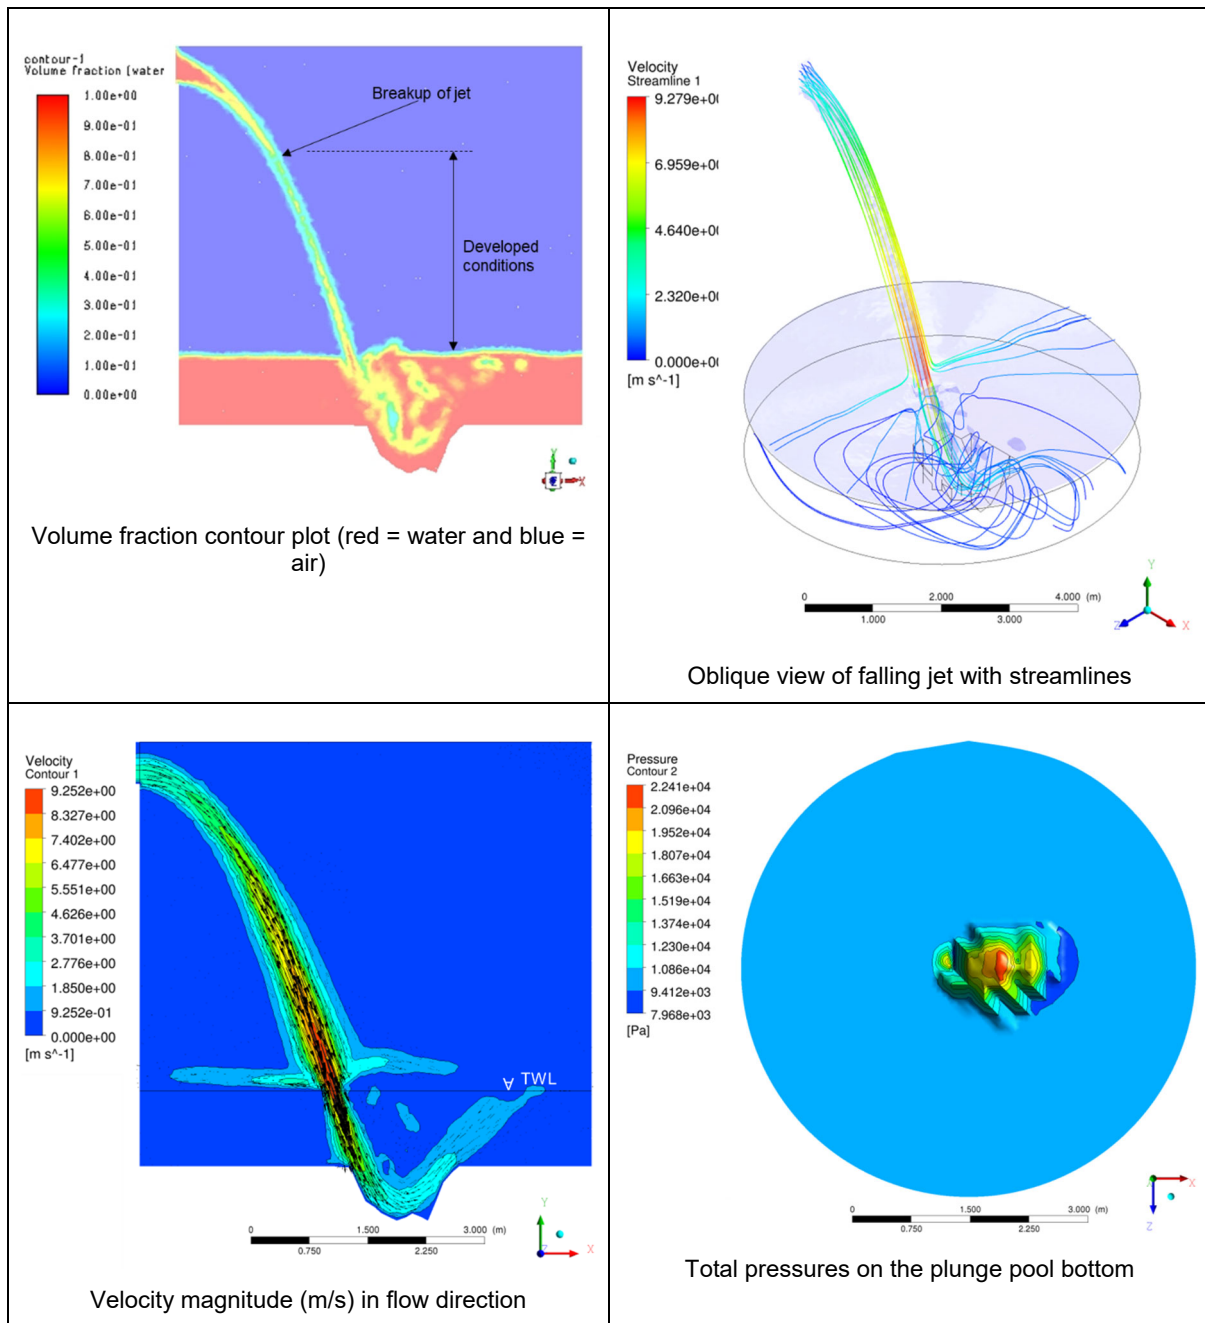 contour-1
Volume fraction (water
1.00e+00
9.00e-01
8.00e-01
7.00e-01
6.00e-01
5.00e-01
4.00e-01
3.00e-01
2.00e-01
1.00e-01
0.00e+00
Breakup of jet
Developed
conditions
Y
X
Z
Volume fraction contour plot (red = water and blue =
air)
Velocity
Streamline 1
9.279e+0
6.959e+0
4.640e+0
2.320e+0
0.000e+0
[m s^-1]
0 2.000 4.000 (m)
1.000 3.000
Y
Z X
Oblique view of falling jet with streamlines
Velocity
Contour 1
9.252e+00
8.327e+00
7.402e+00
6.477e+00
5.551e+00
4.626e+00
3.701e+00
2.776e+00
1.850e+00
9.252e-01
0.000e+00
[m s^-1]
TWL
0 1.500 3.000 (m)
0.750 2.250
Y
Z X
Velocity magnitude (m/s) in flow direction
Pressure
Contour 2
2.241e+04
2.096e+04
1.952e+04
1.807e+04
1.663e+04
1.519e+04
1.374e+04
1.230e+04
1.086e+04
9.412e+03
7.968e+03
[Pa]
0 1.500 3.000 (m)
0.750 2.250
X
Z
Total pressures on the plunge pool bottom